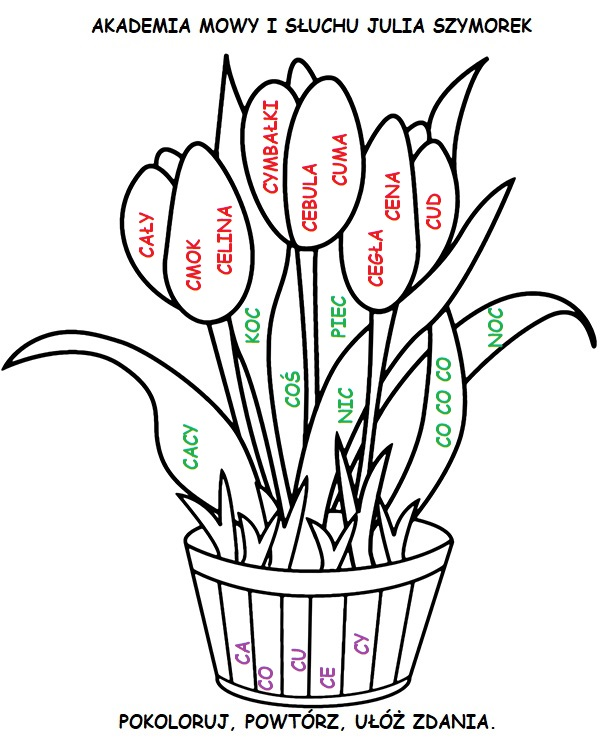 AKADEMIA MOWY I SŁUCHU JULIA SZYMOREK
CAŁY
CMOK
CELINA
CYMBAŁKI
CEBULA
CUMA
CEGŁA
CENA
CUD
KOC
COŚ
PIEC
NIC
CO CO CO
NOC
CACY
CA
CO
CU
CE
CY
POKOLORUJ, POWTÓRZ, UŁÓŻ ZDANIA.